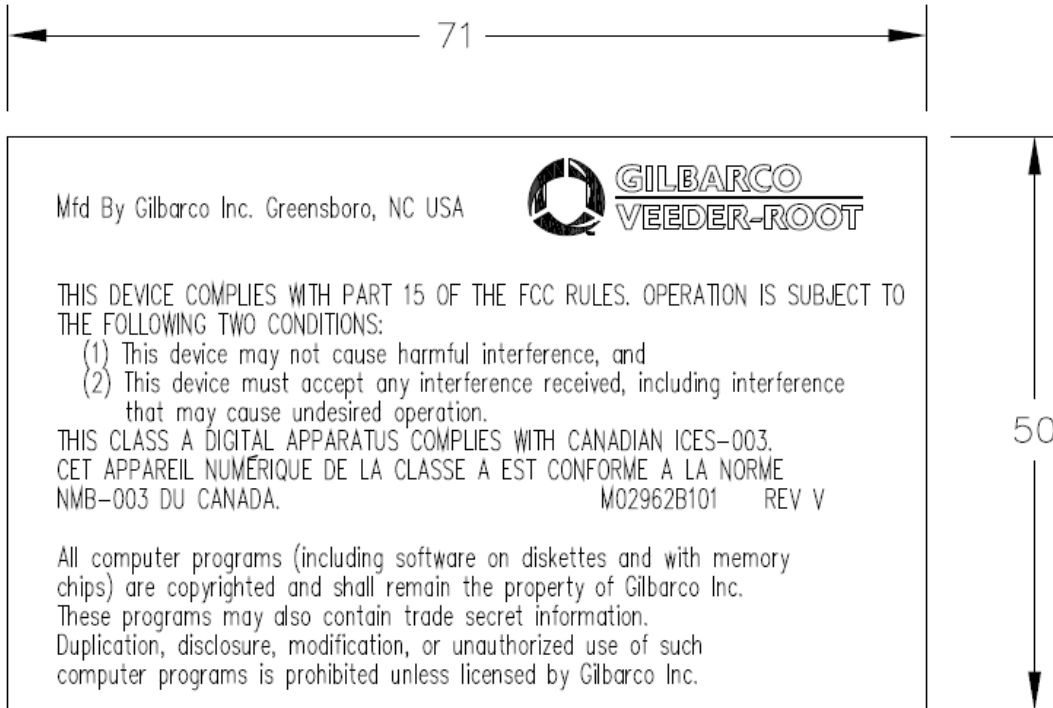 71
Mfd By Gilbarco Inc. Greensboro, NC USA
GILBARCO
VEEDER-ROOT
THIS DEVICE COMPLIES WITH PART 15 OF THE FCC RULES. OPERATION IS SUBJECT TO
THE FOLLOWING TWO CONDITIONS:
(1) This device may not cause harmful interference, and
(2) This device must accept any interference received, including interference
that may cause undesired operation.
THIS CLASS A DIGITAL APPARATUS COMPLIES WITH CANADIAN ICES-003.
CET APPAREIL NUMÉRIQUE DE LA CLASSE A EST CONFORME A LA NORME
NMB-003 DU CANADA. M02962B101 REV V
50
All computer programs (including software on diskettes and with memory
chips) are copyrighted and shall remain the property of Gilbarco Inc.
These programs may also contain trade secret information.
Duplication, disclosure, modification, or unauthorized use of such
computer programs is prohibited unless licensed by Gilbarco Inc.